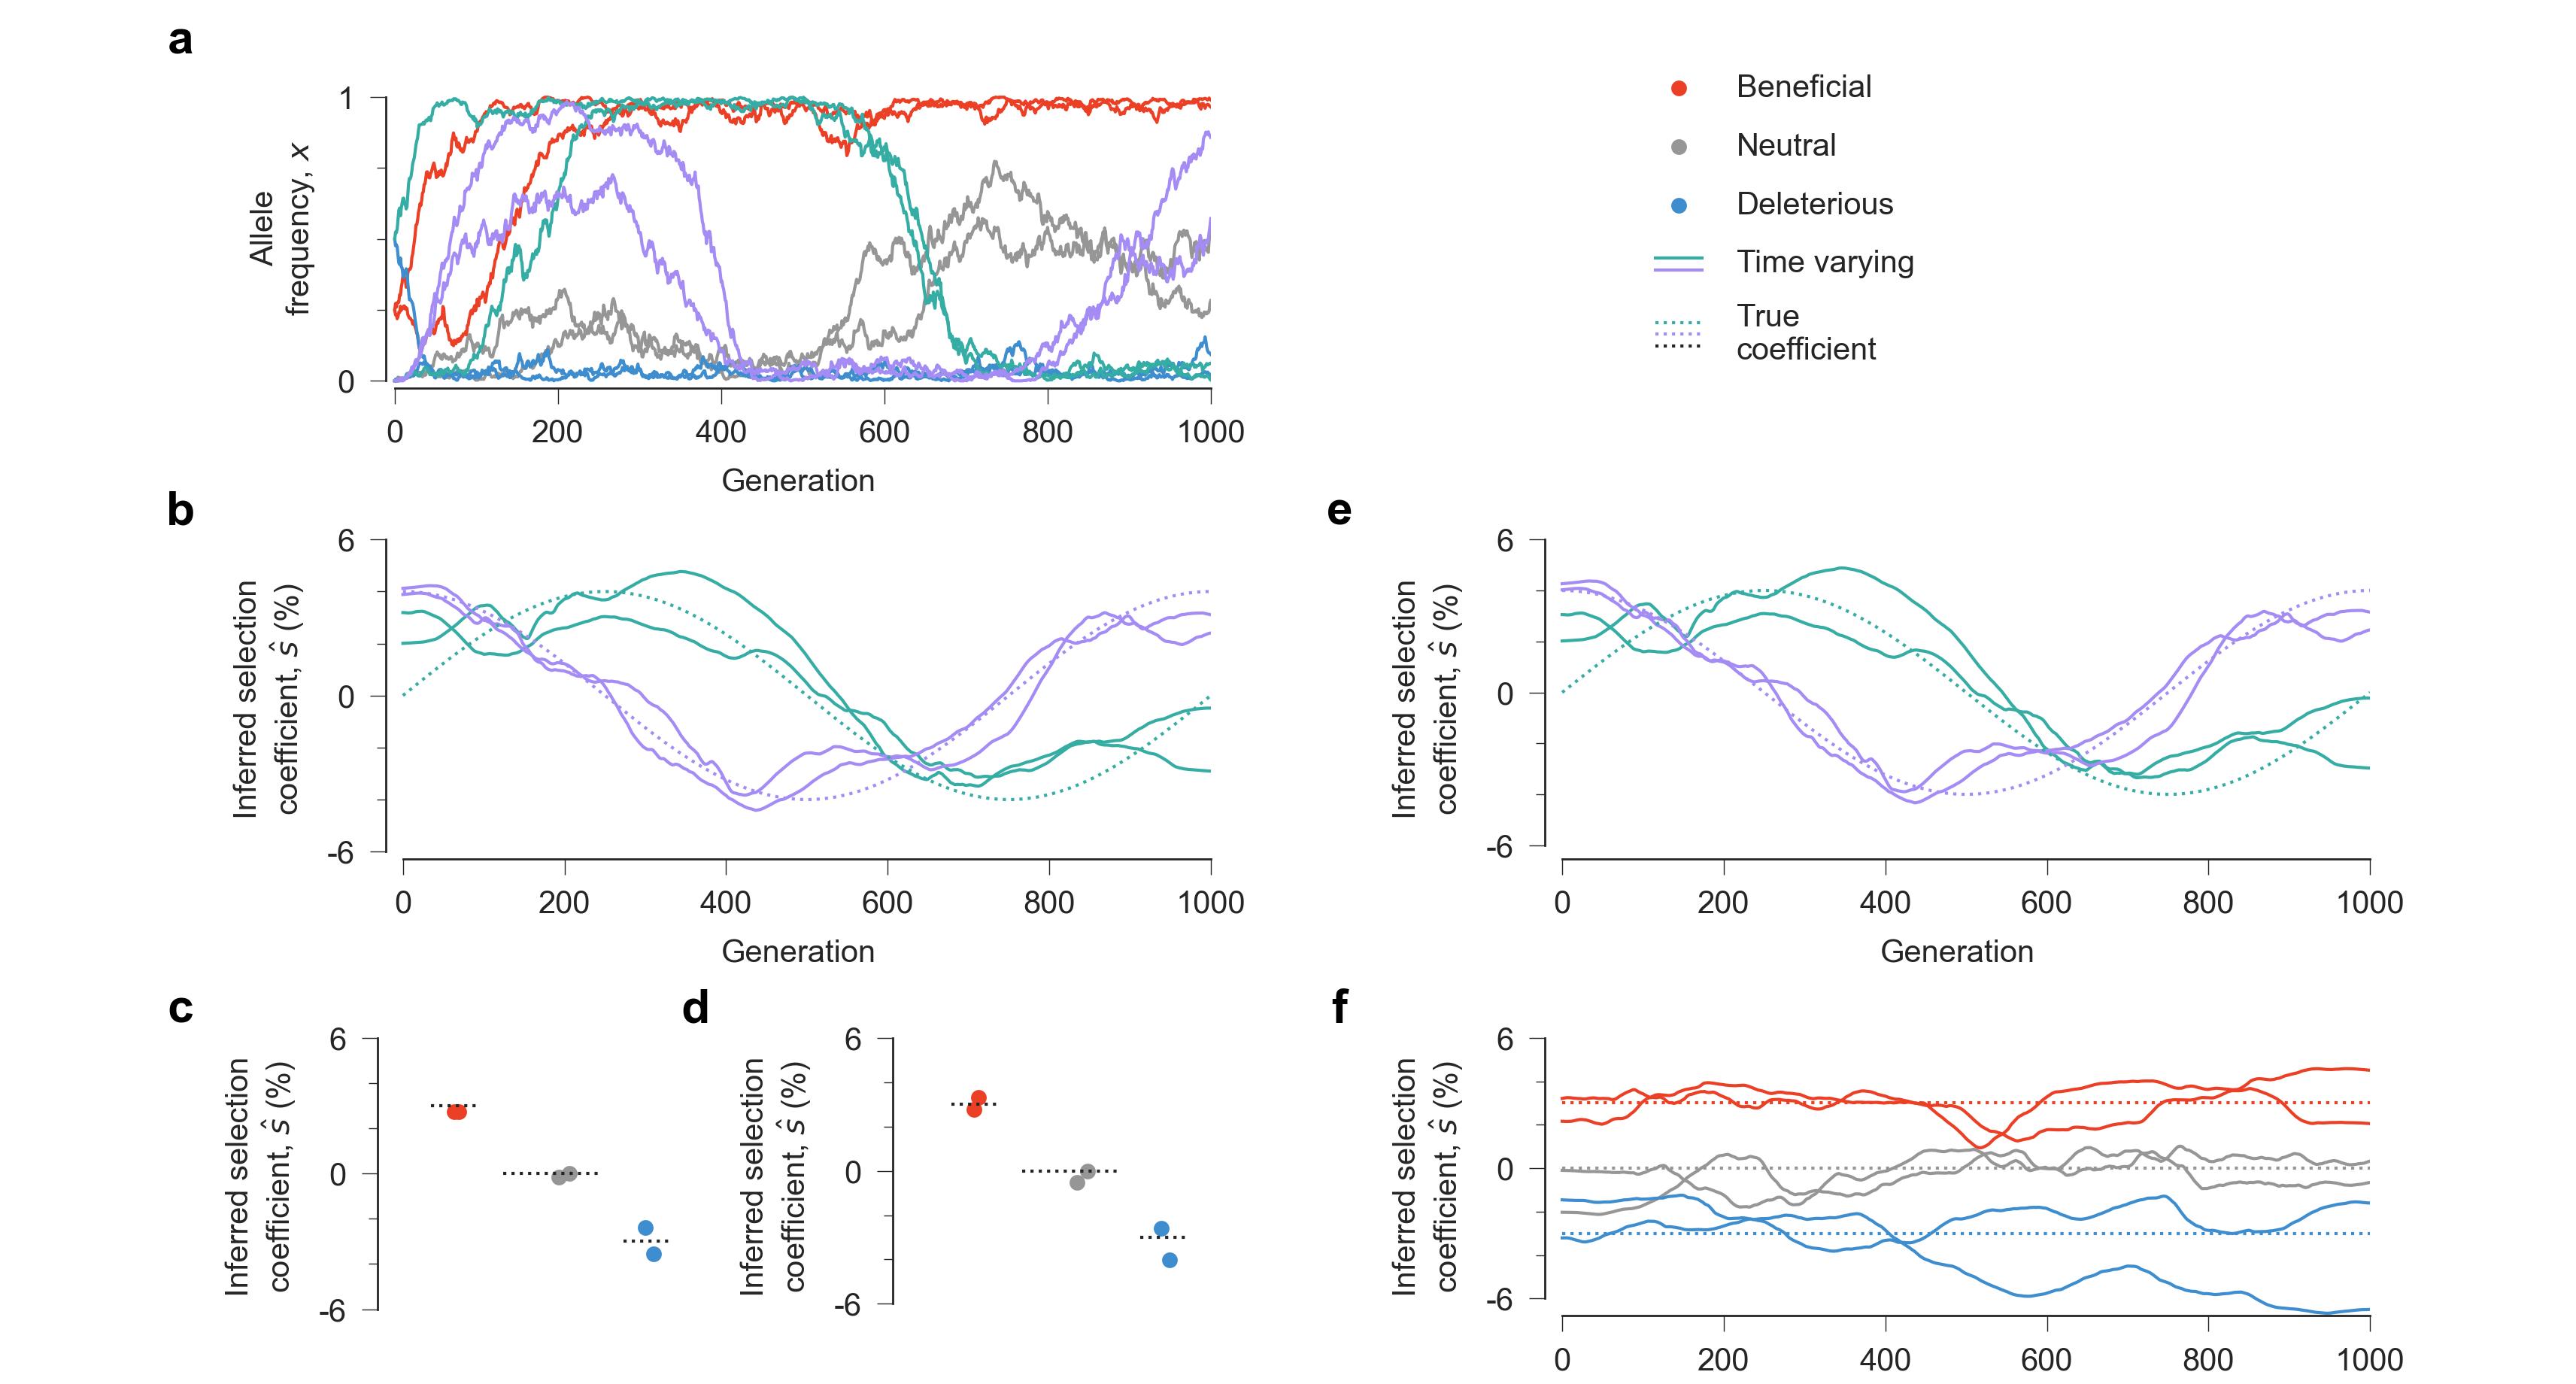 a
1
0
Allele
frequency, x
0 200 400 600 800 1000
Generation
Beneficial
Neutral
Deleterious
Time varying
True
coefficient
b
6
0
-6
Inferred selection
coefficient, ŝ (%)
0 200 400 600 800 1000
Generation
e
6
0
-6
Inferred selection
coefficient, ŝ (%)
0 200 400 600 800 1000
Generation
c
6
0
-6
Inferred selection
coefficient, ŝ (%)
d
6
0
-6
Inferred selection
coefficient, ŝ (%)
f
6
0
-6
Inferred selection
coefficient, ŝ (%)
0 200 400 600 800 1000